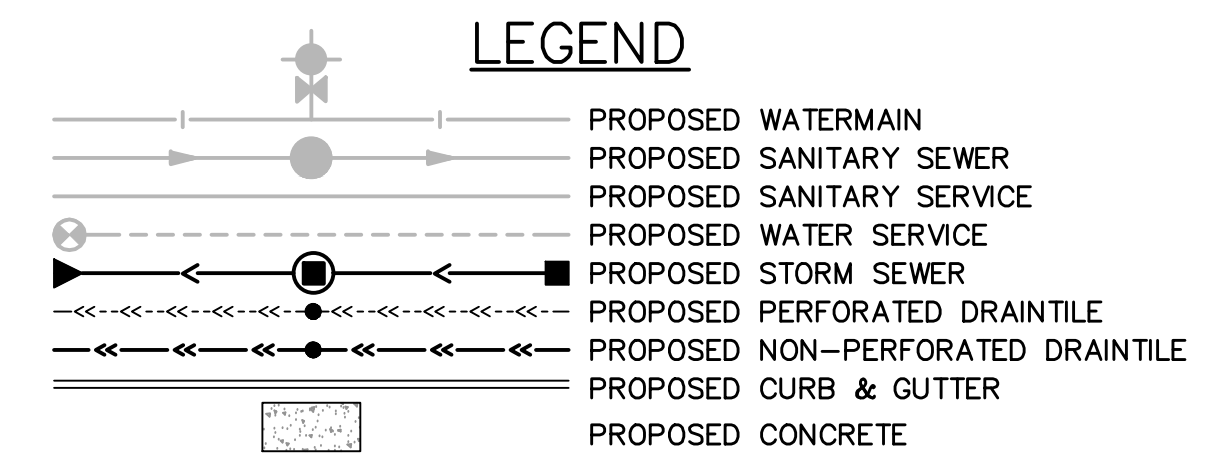 LEGEND
PROPOSED WATERMAIN
PROPOSED SANITARY SEWER
PROPOSED SANITARY SERVICE
PROPOSED WATER SERVICE
PROPOSED STORM SEWER
PROPOSED PERFORATED DRAINTILE
PROPOSED NON-PERFORATED DRAINTILE
PROPOSED CURB & GUTTER
PROPOSED CONCRETE